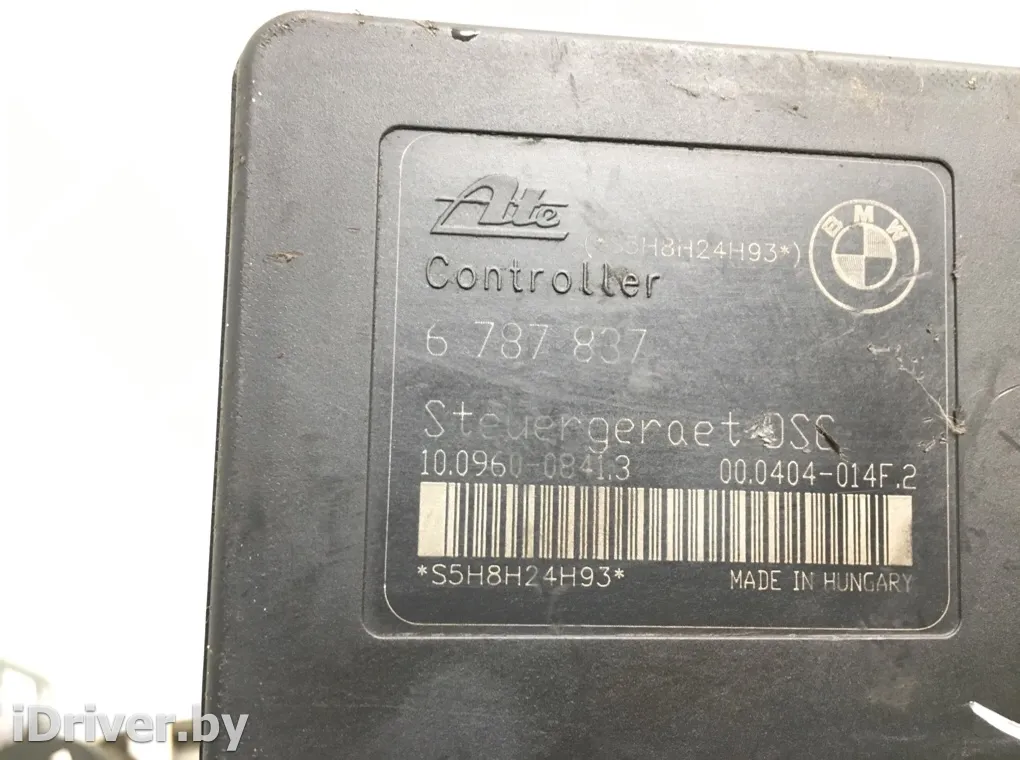 Ate
(*S5H8H24H93*)
BMW
Controller
6 787 837
Steuergeraet DSC
10.0960-0841.3 00.0404-014F.2
*S5H8H24H93* MADE IN HUNGARY
iDriver.by